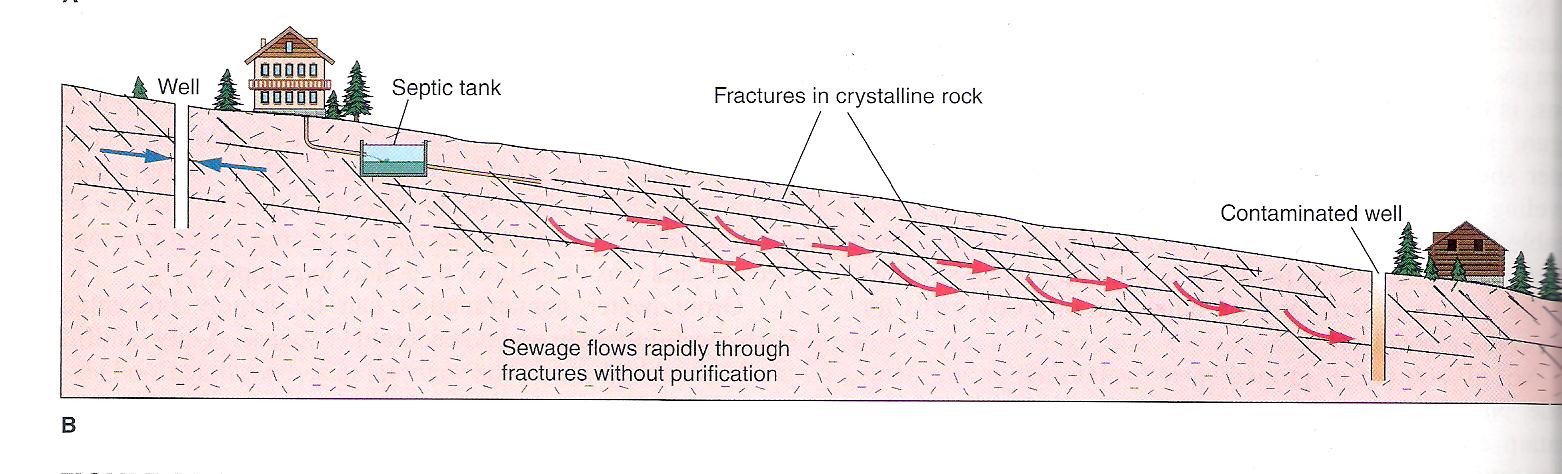 Well
Septic tank
Fractures in crystalline rock
Contaminated well
Sewage flows rapidly through
fractures without purification
B